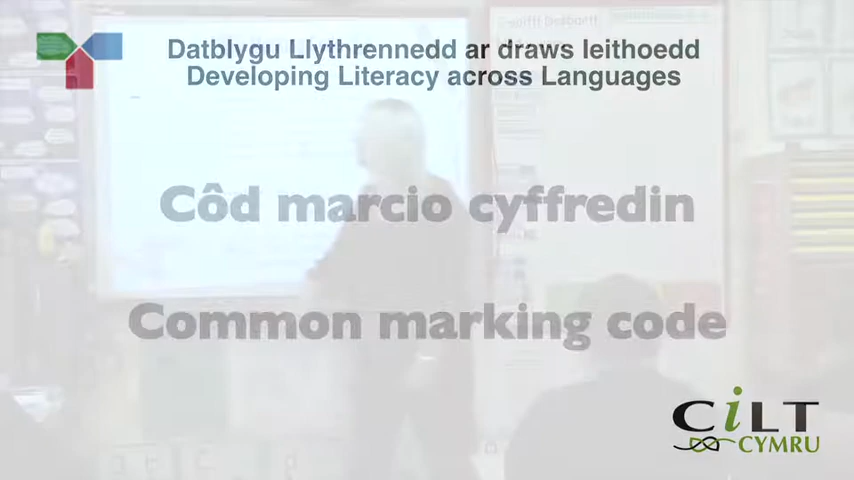 Datblygu Llythrennedd ar draws Ieithoedd
Developing Literacy across Languages
Côd marcio cyffredin
Common marking code
CiLT
CYMRU